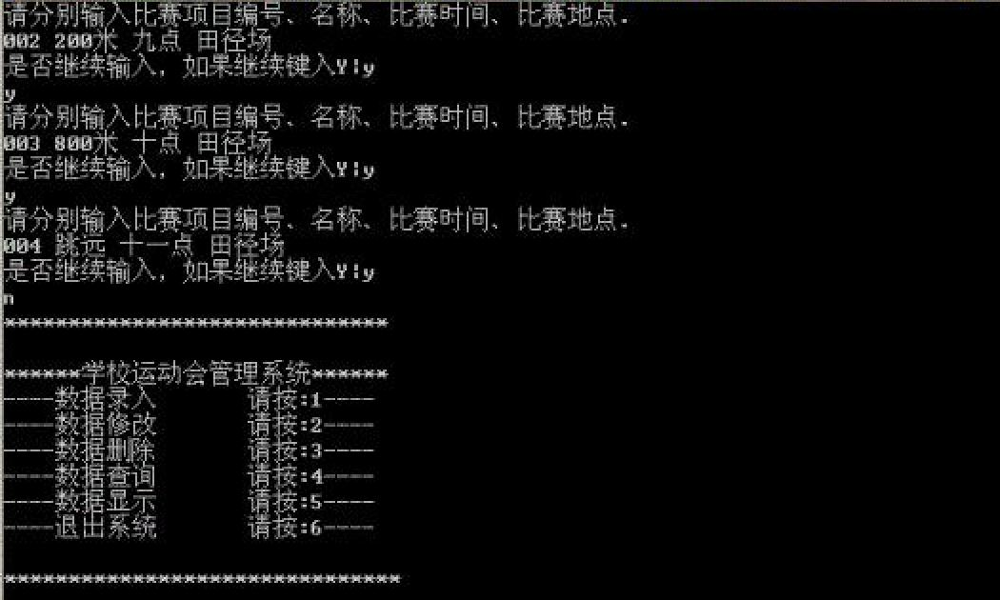 请分别输入比赛项目编号、名称、比赛时间、比赛地点.
002 200米 九点 田径场
是否继续输入，如果继续键入Y|y
y
请分别输入比赛项目编号、名称、比赛时间、比赛地点.
003 800米 十点 田径场
是否继续输入，如果继续键入Y|y
y
请分别输入比赛项目编号、名称、比赛时间、比赛地点.
004 跳远 十一点 田径场
是否继续输入，如果继续键入Y|y
n
******************************
******学校运动会管理系统******
----数据录入 请按:1----
----数据修改 请按:2----
----数据删除 请按:3----
----数据查询 请按:4----
----数据显示 请按:5----
----退出系统 请按:6----
*******************************